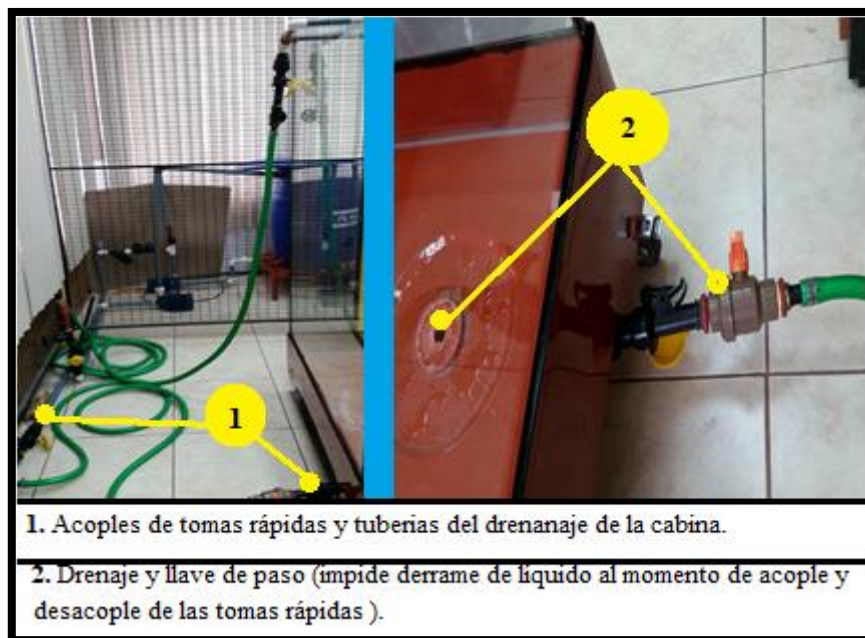 2
1
1. Acoples de tomas rápidas y tuberias del drenanaje de la cabina.
2. Drenaje y llave de paso (impide derrame de líquido al momento de acople y
desacople de las tomas rápidas ).